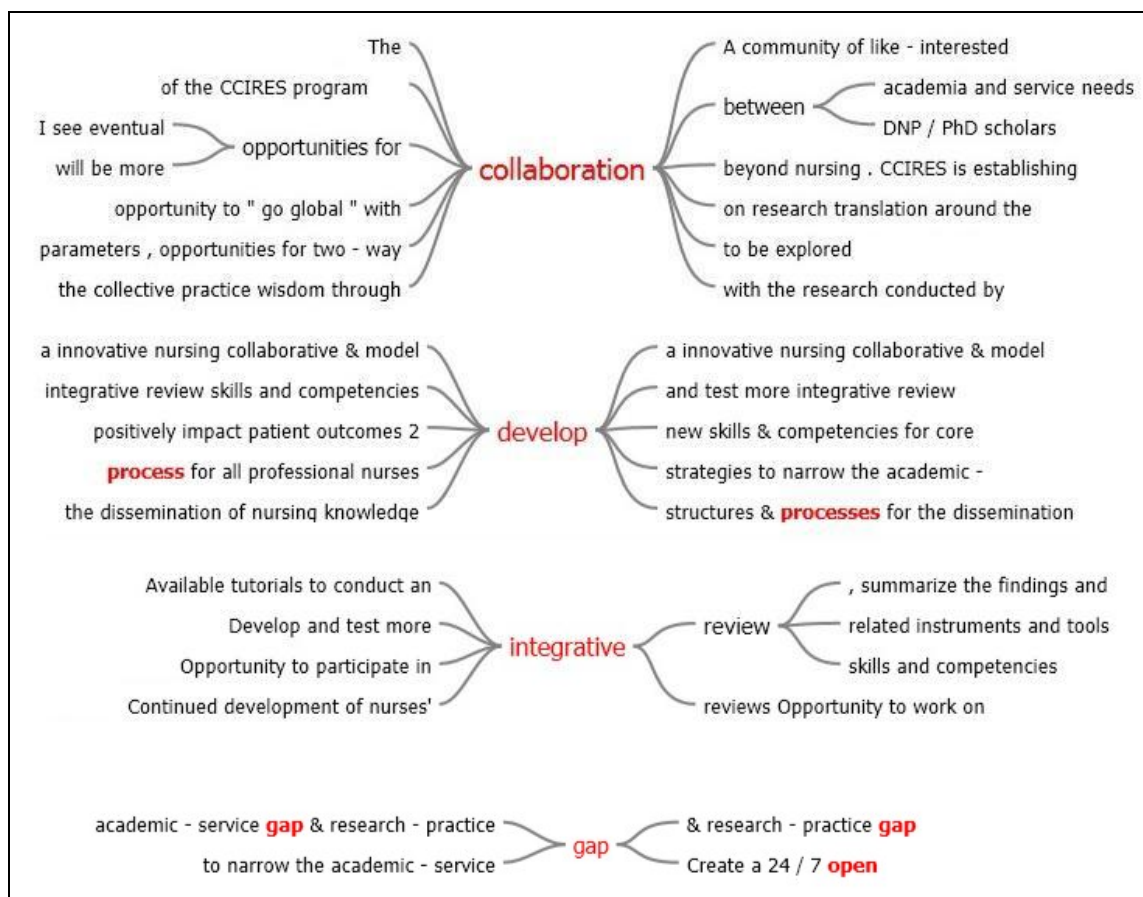 The
of the CCIRES program
I see eventual
will be more
opportunities for
opportunity to " go global " with
parameters , opportunities for two - way
the collective practice wisdom through
collaboration
A community of like - interested
between
academia and service needs
DNP / PhD scholars
beyond nursing . CCIRES is establishing
on research translation around the
to be explored
with the research conducted by
a innovative nursing collaborative & model
integrative review skills and competencies
positively impact patient outcomes 2
process for all professional nurses
the dissemination of nursing knowledge
develop
a innovative nursing collaborative & model
and test more integrative review
new skills & competencies for core
strategies to narrow the academic -
structures & processes for the dissemination
Available tutorials to conduct an
Develop and test more
Opportunity to participate in
Continued development of nurses'
integrative
review
, summarize the findings and
related instruments and tools
skills and competencies
reviews Opportunity to work on
academic - service gap & research - practice
to narrow the academic - service
gap
& research - practice gap
Create a 24 / 7 open